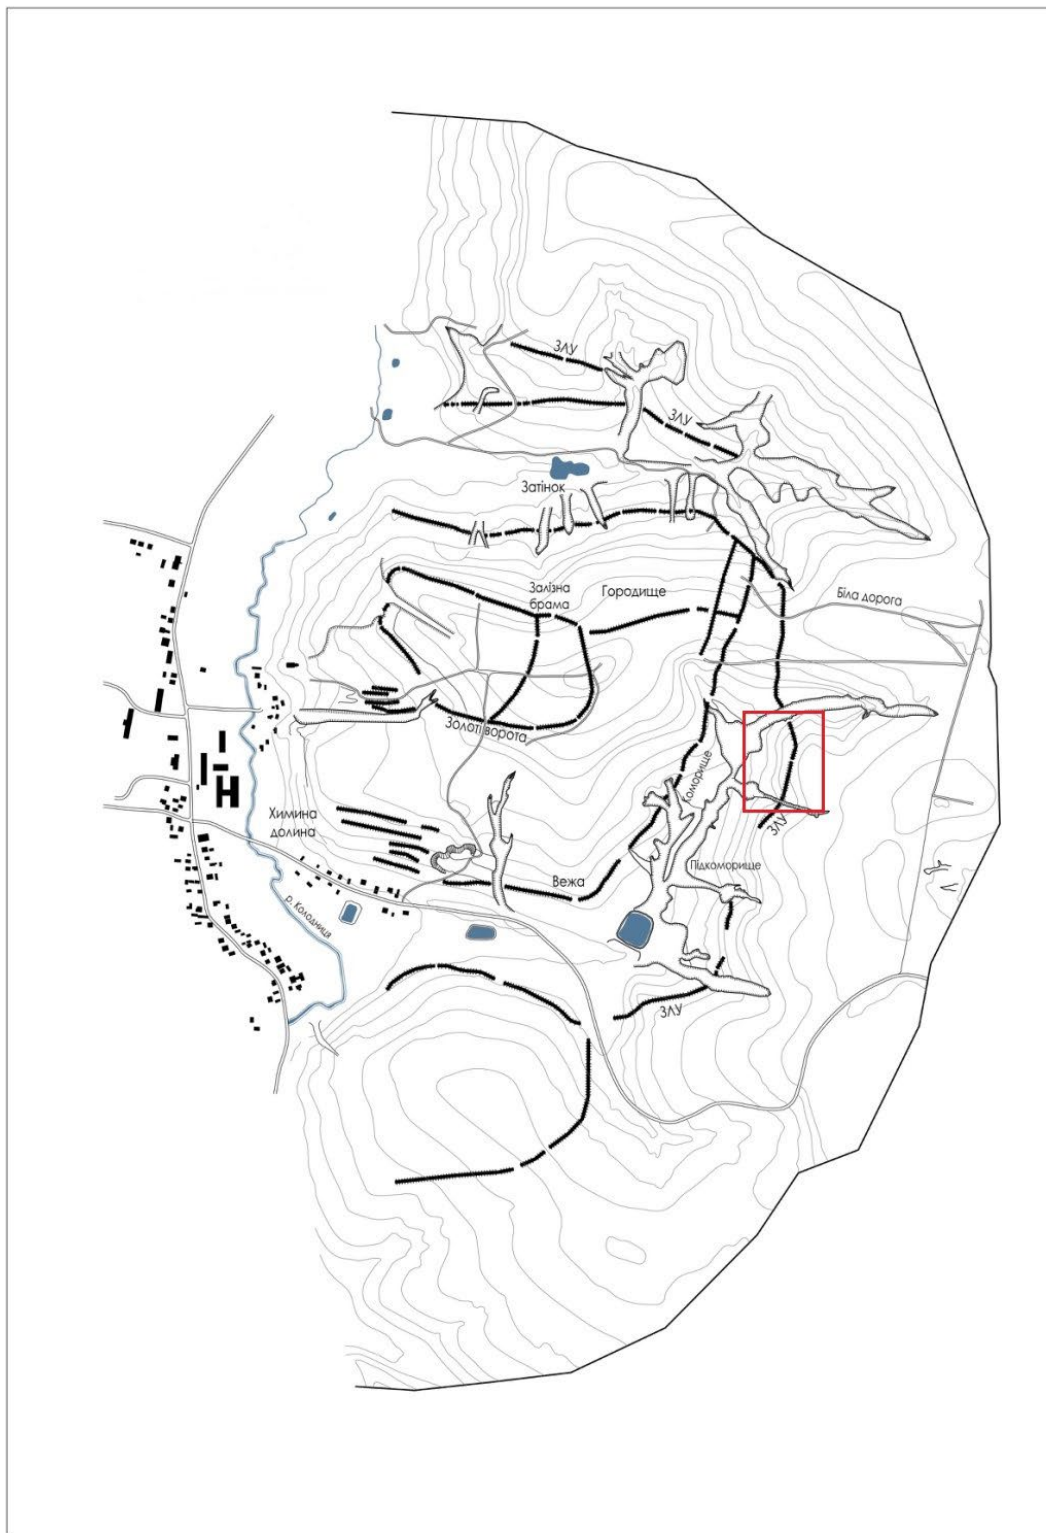 ЗЛУ
ЗЛУ
Затінок
Залізна
брама
Городище
Біла дорога
Золоті ворота
Коморище
Химина
долина
ЗЛУ
Підкоморище
Вежа
р. Колодниця
ЗЛУ